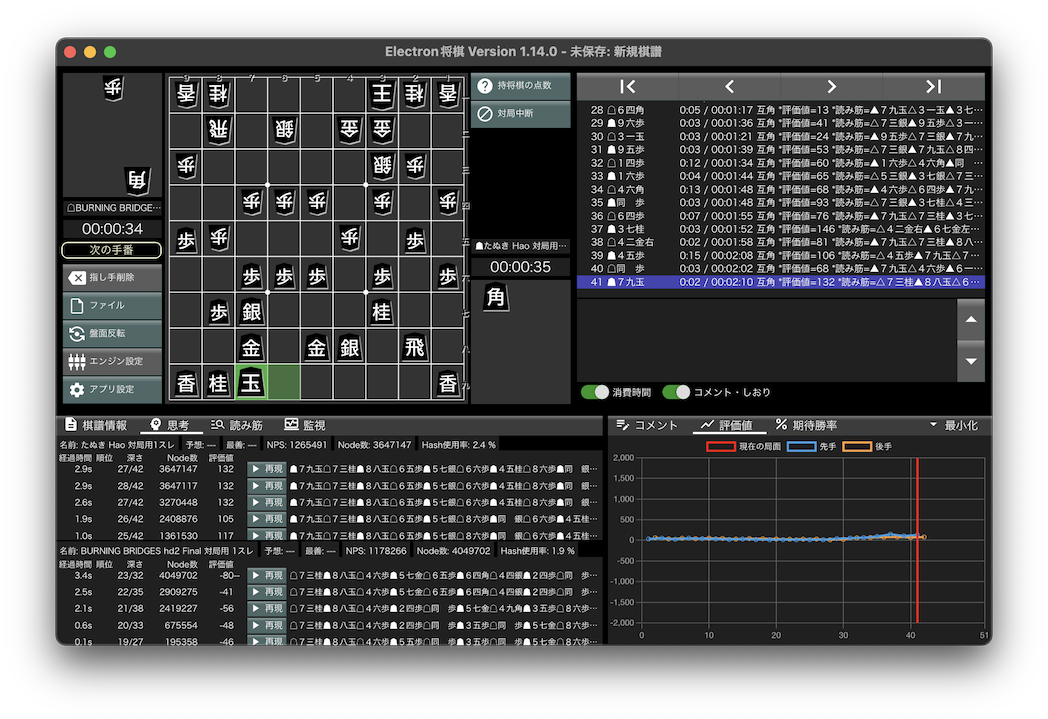 Electron将棋 Version 1.14.0 - 未保存: 新規棋譜
歩
角
☖BURNING BRIDGE…
00:00:34
次の手番
指し手削除
ファイル
盤面反転
エンジン設定
アプリ設定
9 8 7 6 5 4 3 2 1
香 桂 王 桂 香
飛 銀 金 金
歩 銀 歩
歩 歩 歩 歩 歩
歩 歩 歩 歩
歩 歩 歩 歩 歩
歩 銀 桂
金 金 銀 飛
香 桂 玉 香
持将棋の点数
対局中断
☗たぬき Hao 対局用…
00:00:35
角
28 ☖６四角 0:05 / 00:01:17 互角 *評価値=13 *読み筋=▲７九玉△３一玉▲３七…
29 ☗９六歩 0:03 / 00:01:36 互角 *評価値=41 *読み筋=△７三銀▲９五歩△３一…
30 ☖３一玉 0:03 / 00:01:21 互角 *評価値=24 *読み筋=▲９五歩△７三銀▲７九…
31 ☗９五歩 0:03 / 00:01:39 互角 *評価値=53 *読み筋=△７三銀▲７九玉△８四…
32 ☖１四歩 0:12 / 00:01:34 互角 *評価値=60 *読み筋=▲１六歩△４六角▲同 …
33 ☗１六歩 0:05 / 00:01:44 互角 *評価値=65 *読み筋=△５五銀▲３七銀△７三…
34 ☖４六角 0:13 / 00:01:48 互角 *評価値=68 *読み筋=▲４六歩△６四歩▲７九…
35 ☗同　歩 0:03 / 00:01:48 互角 *評価値=93 *読み筋=△７三銀▲３七桂△４三…
36 ☖６四歩 0:07 / 00:01:55 互角 *評価値=76 *読み筋=▲７九玉△７三桂▲３七…
37 ☗３七桂 0:03 / 00:01:52 互角 *評価値=146 *読み筋=△４二金右▲６七金左…
38 ☖４二金右 0:02 / 00:01:58 互角 *評価値=81 *読み筋=▲７九玉△７三桂▲８八…
39 ☗４五歩 0:15 / 00:02:08 互角 *評価値=106 *読み筋=△４五歩▲７九玉△７…
40 ☖同　歩 0:03 / 00:02:02 互角 *評価値=68 *読み筋=▲７九玉△４六歩▲６一…
41 ☗７九玉 0:02 / 00:02:10 互角 *評価値=132 *読み筋=△７三桂▲８八玉△６…
消費時間 コメント・しおり
棋譜情報 思考 読み筋 監視
名前: たぬき Hao 対局用1スレ 予想: --- 最善: --- NPS: 1265491 Node数: 3647147 Hash使用率: 2.4 %
経過時間 順位 深さ Node数 評価値
2.9s 27/42 3647147 132 再現 ☗７九玉☖７三桂☗８八玉☖６五歩☗５七銀☖６六歩☗４五桂☖８六歩☗同　銀…
2.9s 28/42 3647117 132 再現 ☗７九玉☖７三桂☗８八玉☖６五歩☗５七銀☖６六歩☗４五桂☖８六歩☗同　銀…
2.6s 27/42 3270448 132 再現 ☗７九玉☖７三桂☗８八玉☖６五歩☗５七銀☖６六歩☗４五桂☖８六歩☗同　銀…
1.9s 26/42 2408876 105 再現 ☗７九玉☖７三桂☗８八玉☖６五歩☗同　銀☖６六歩☗４五桂…
1.0s 25/42 1361530 117 再現 ☗７九玉☖７三桂☗８八玉☖６五歩☗同　銀☖６六歩☗４五桂…
名前: BURNING BRIDGES hd2 Final 対局用 1スレ 予想: --- 最善: --- NPS: 1178266 Node数: 4049702 Hash使用率: 1.9 %
経過時間 順位 深さ Node数 評価値
3.4s 23/32 4049702 -80-- 再現 ☖７三桂☗８八玉☖４六歩☗５七金☖６五歩☗６四角☖４四銀☗２四歩☖同　歩…
2.5s 22/35 2909275 -41 再現 ☖７三桂☗８八玉☖４六歩☗５七金☖６五歩☗６四角☖４四銀☗２四歩☖同　歩…
2.1s 21/38 2419227 -56 再現 ☖７三桂☗８八玉☖４六歩☗２四歩☖同　歩☗５七金☖４九角☗３五歩☖８六歩…
0.6s 20/33 675554 -48 再現 ☖７三桂☗８八玉☖４六歩☗２四歩☖同　歩☗３五歩☖同　歩☗５七金☖８六歩…
0.1s 19/27 195358 -46 再現 ☖７三桂☗８八玉☖４六歩☗５五歩☖同　歩☗３五歩☖同　歩☗５七金☖８六歩…
コメント 評価値 期待勝率 最小化
現在の局面 先手 後手
2,000
1,500
1,000
500
0
-500
-1,000
-1,500
-2,000
0 10 20 30 40 51